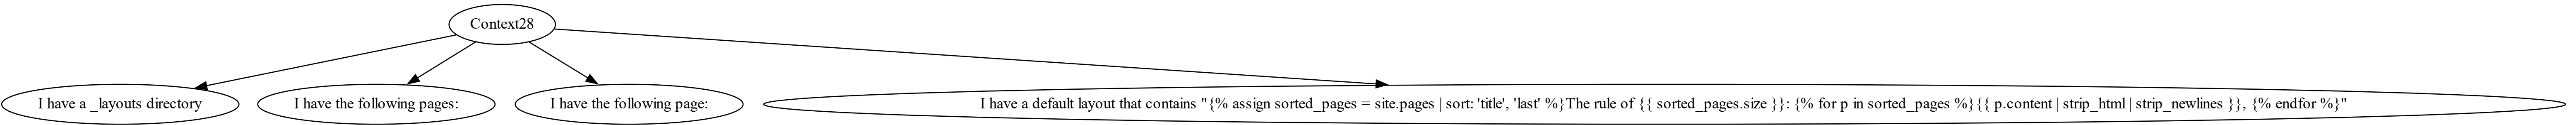 Context28
I have a _layouts directory
I have the following pages:
I have the following page:
I have a default layout that contains "{% assign sorted_pages = site.pages | sort: 'title', 'last' %}The rule of {{ sorted_pages.size }}: {% for p in sorted_pages %}{{ p.content | strip_html | strip_newlines }}, {% endfor %}"